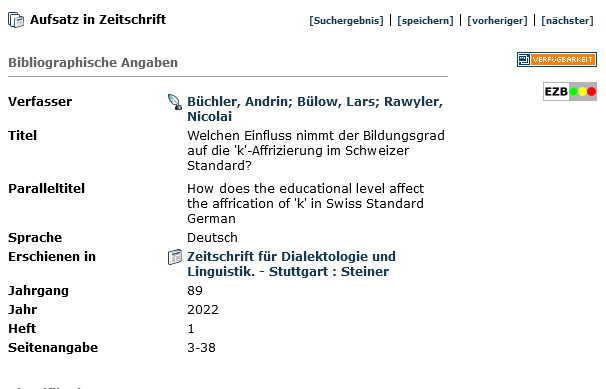 Aufsatz in Zeitschrift
[Suchergebnis] | [speichern] | [vorheriger] | [nächster]
Bibliographische Angaben
VERFÜGBARKEIT
EZB
Verfasser Büchler, Andrin; Bülow, Lars; Rawyler,
Nicolai
Titel Welchen Einfluss nimmt der Bildungsgrad
auf die 'k'-Affrizierung im Schweizer
Standard?
Paralleltitel How does the educational level affect
the affrication of 'k' in Swiss Standard
German
Sprache Deutsch
Erschienen in Zeitschrift für Dialektologie und
Linguistik. - Stuttgart : Steiner
Jahrgang 89
Jahr 2022
Heft 1
Seitenangabe 3-38